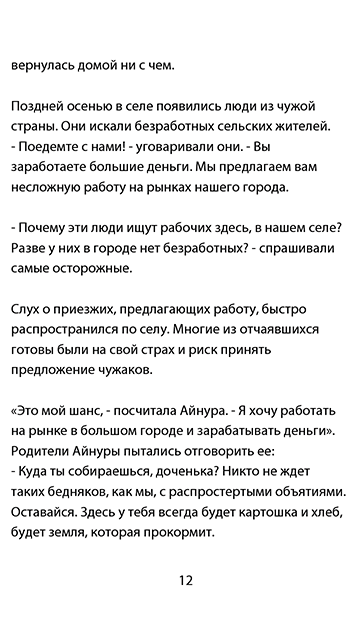 вернулась домой ни с чем.
Поздней осенью в селе появились люди из чужой
страны. Они искали безработных сельских жителей.
- Поедемте с нами! - уговаривали они. - Вы
заработаете большие деньги. Мы предлагаем вам
несложную работу на рынках нашего города.
- Почему эти люди ищут рабочих здесь, в нашем селе?
Разве у них в городе нет безработных? - спрашивали
самые осторожные.
Слух о приезжих, предлагающих работу, быстро
распространился по селу. Многие из отчаявшихся
готовы были на свой страх и риск принять
предложение чужаков.
«Это мой шанс, - посчитала Айнура. - Я хочу работать
на рынке в большом городе и зарабатывать деньги».
Родители Айнуры пытались отговорить ее:
- Куда ты собираешься, доченька? Никто не ждет
таких бедняков, как мы, с распростертыми объятиями.
Оставайся. Здесь у тебя всегда будет картошка и хлеб,
будет земля, которая прокормит.
12